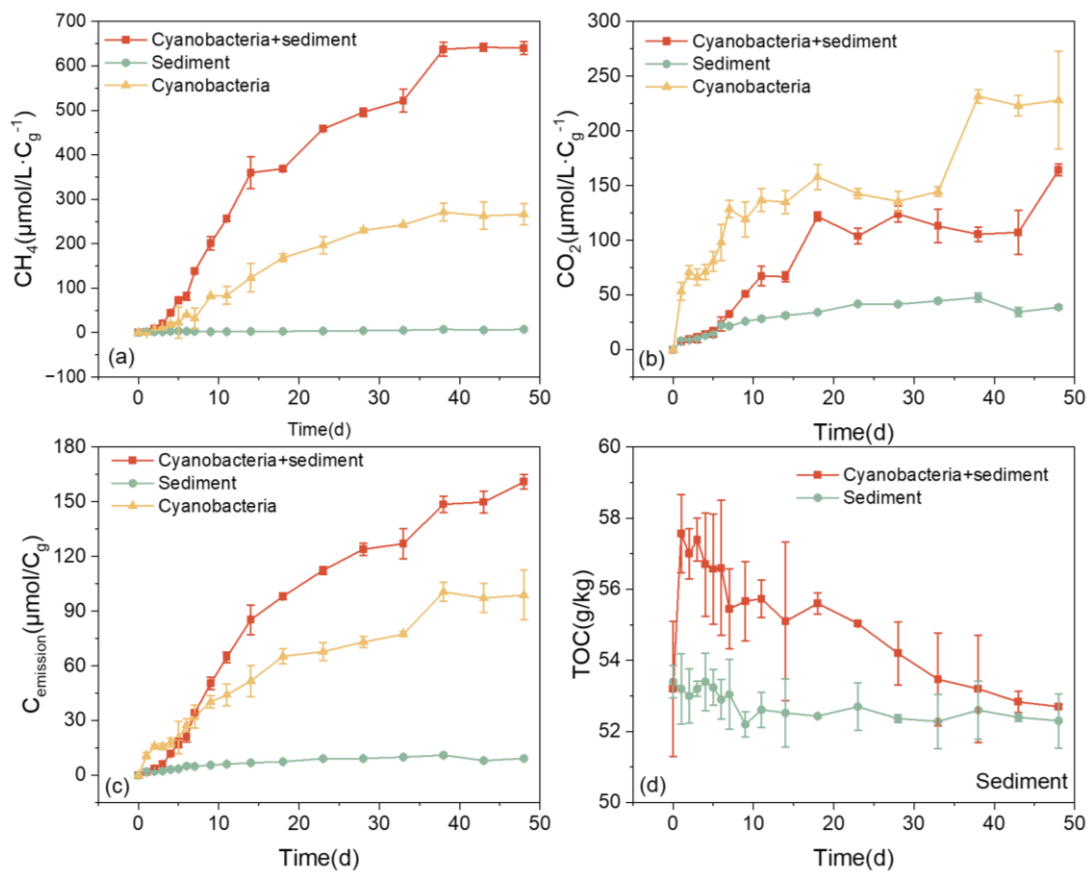 700
600
500
400
300
200
100
0
−100
CH₄(μmol/L·C_g⁻¹)
Cyanobacteria+sediment
Sediment
Cyanobacteria
(a)
0 10 20 30 40 50
Time(d)
300
250
200
150
100
50
0
CO₂(μmol/L·C_g⁻¹)
Cyanobacteria+sediment
Sediment
Cyanobacteria
(b)
0 10 20 30 40 50
Time(d)
180
150
120
90
60
30
0
C_emission(μmol/C_g)
Cyanobacteria+sediment
Sediment
Cyanobacteria
(c)
0 10 20 30 40 50
Time(d)
60
58
56
54
52
50
TOC(g/kg)
Cyanobacteria+sediment
Sediment
(d)
Sediment
0 10 20 30 40 50
Time(d)